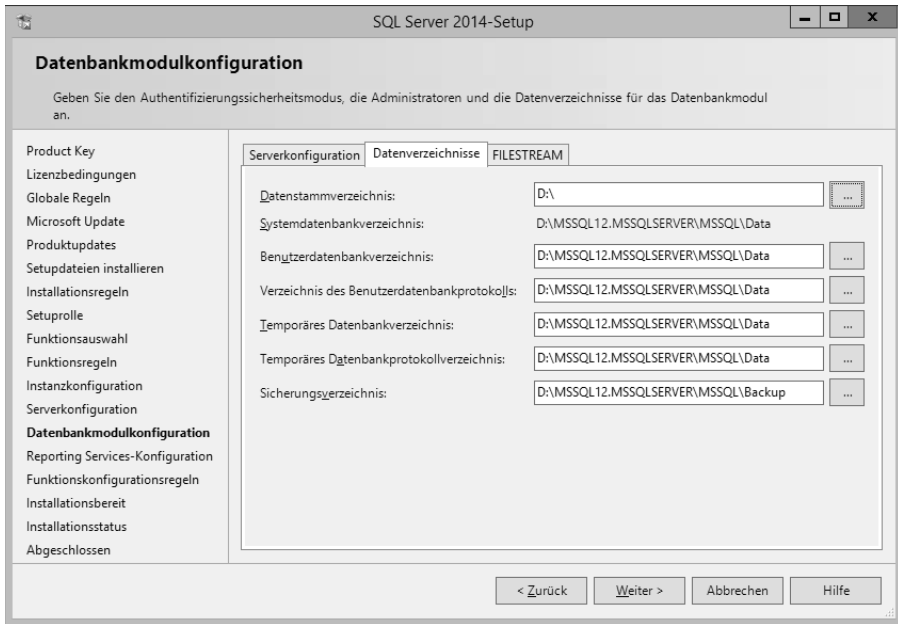 SQL Server 2014-Setup
Datenbankmodulkonfiguration
Geben Sie den Authentifizierungssicherheitsmodus, die Administratoren und die Datenverzeichnisse für das Datenbankmodul
an.
Product Key
Lizenzbedingungen
Globale Regeln
Microsoft Update
Produktupdates
Setupdateien installieren
Installationsregeln
Setuprolle
Funktionsauswahl
Funktionsregeln
Instanzkonfiguration
Serverkonfiguration
Datenbankmodulkonfiguration
Reporting Services-Konfiguration
Funktionskonfigurationsregeln
Installationsbereit
Installationsstatus
Abgeschlossen
Serverkonfiguration Datenverzeichnisse FILESTREAM
Datenstammverzeichnis: D:\ ...
Systemdatenbankverzeichnis: D:\MSSQL12.MSSQLSERVER\MSSQL\Data
Benutzerdatenbankverzeichnis: D:\MSSQL12.MSSQLSERVER\MSSQL\Data ...
Verzeichnis des Benutzerdatenbankprotokolls: D:\MSSQL12.MSSQLSERVER\MSSQL\Data ...
Temporäres Datenbankverzeichnis: D:\MSSQL12.MSSQLSERVER\MSSQL\Data ...
Temporäres Datenbankprotokollverzeichnis: D:\MSSQL12.MSSQLSERVER\MSSQL\Data ...
Sicherungsverzeichnis: D:\MSSQL12.MSSQLSERVER\MSSQL\Backup ...
< Zurück Weiter > Abbrechen Hilfe